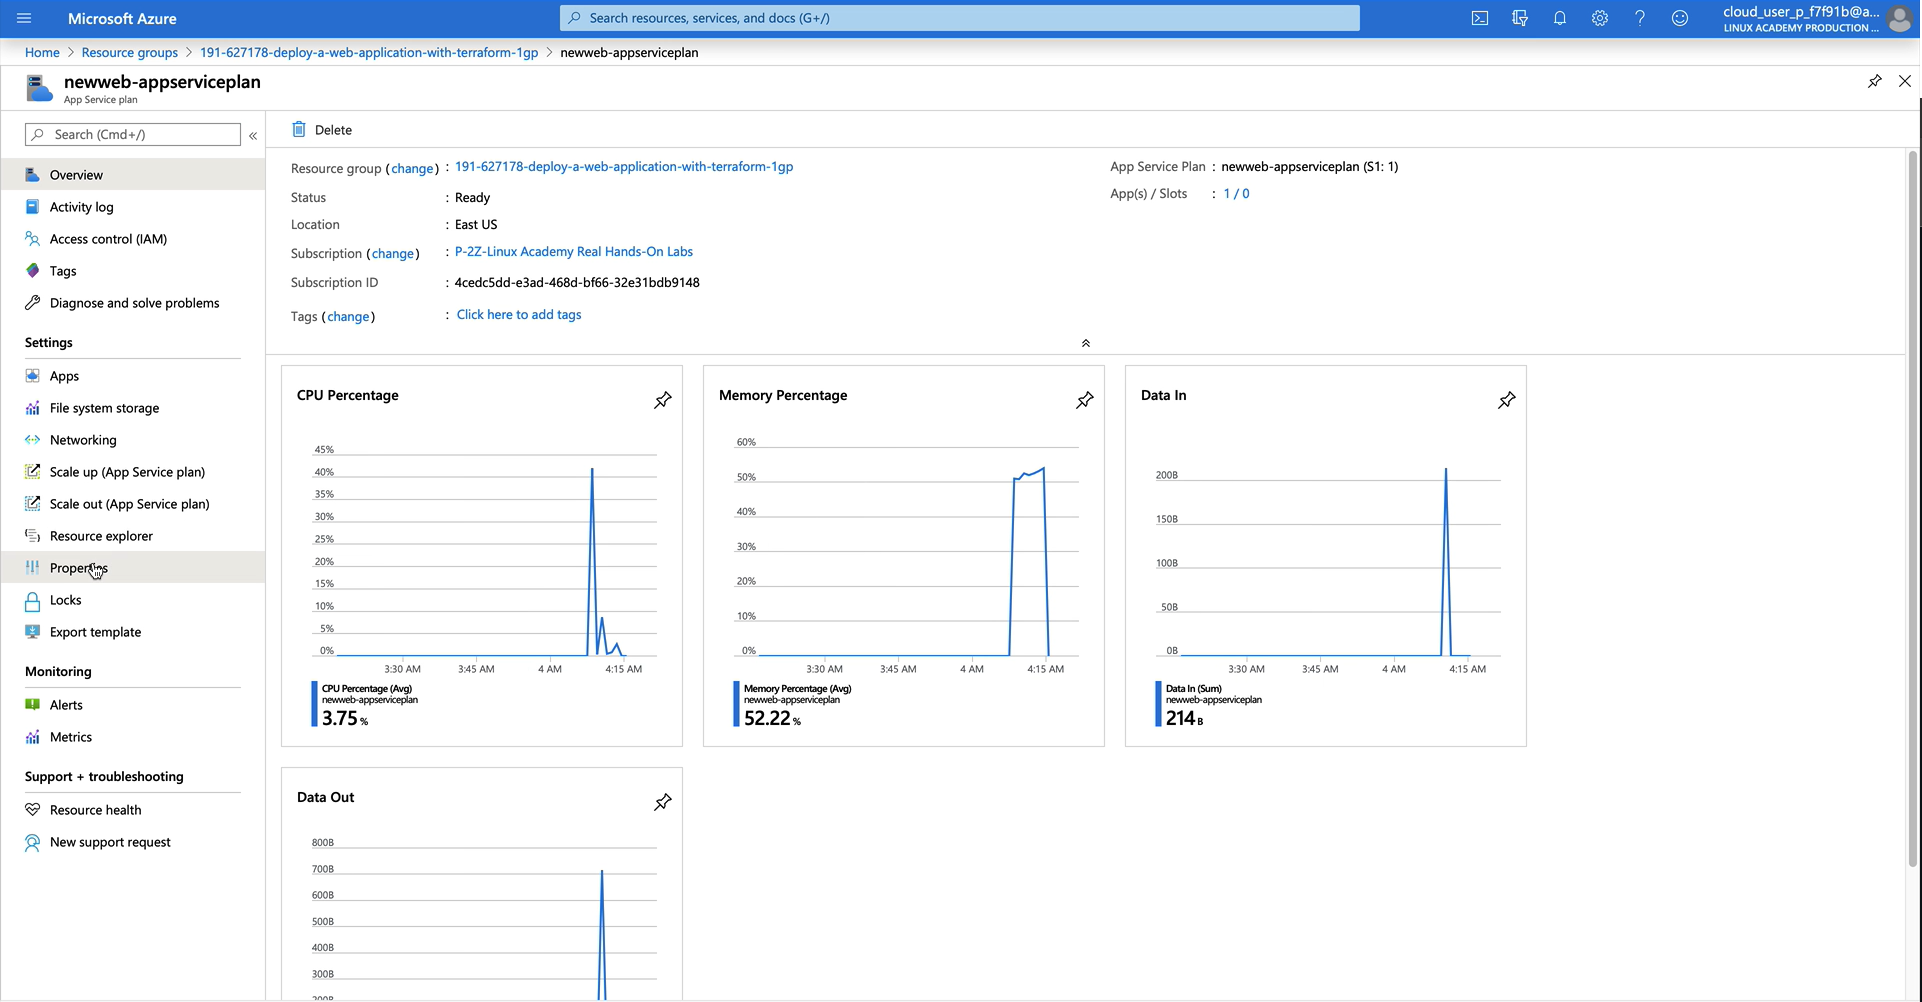 Microsoft Azure
Search resources, services, and docs (G+/)
cloud_user_p_f7f91b@a...
LINUX ACADEMY PRODUCTION ...
Home > Resource groups > 191-627178-deploy-a-web-application-with-terraform-1gp > newweb-appserviceplan
newweb-appserviceplan
App Service plan
Search (Cmd+/)
«
Overview
Activity log
Access control (IAM)
Tags
Diagnose and solve problems
Settings
Apps
File system storage
Networking
Scale up (App Service plan)
Scale out (App Service plan)
Resource explorer
Properties
Locks
Export template
Monitoring
Alerts
Metrics
Support + troubleshooting
Resource health
New support request
Delete
Resource group (change) : 191-627178-deploy-a-web-application-with-terraform-1gp
Status : Ready
Location : East US
Subscription (change) : P-2Z-Linux Academy Real Hands-On Labs
Subscription ID : 4cedc5dd-e3ad-468d-bf66-32e31bdb9148
Tags (change) : Click here to add tags
App Service Plan : newweb-appserviceplan (S1: 1)
App(s) / Slots : 1 / 0
CPU Percentage
45%
40%
35%
30%
25%
20%
15%
10%
5%
0%
3:30 AM 3:45 AM 4 AM 4:15 AM
CPU Percentage (Avg)
newweb-appserviceplan
3.75 %
Memory Percentage
60%
50%
40%
30%
20%
10%
0%
3:30 AM 3:45 AM 4 AM 4:15 AM
Memory Percentage (Avg)
newweb-appserviceplan
52.22 %
Data In
200B
150B
100B
50B
0B
3:30 AM 3:45 AM 4 AM 4:15 AM
Data In (Sum)
newweb-appserviceplan
214 B
Data Out
800B
700B
600B
500B
400B
300B
200B